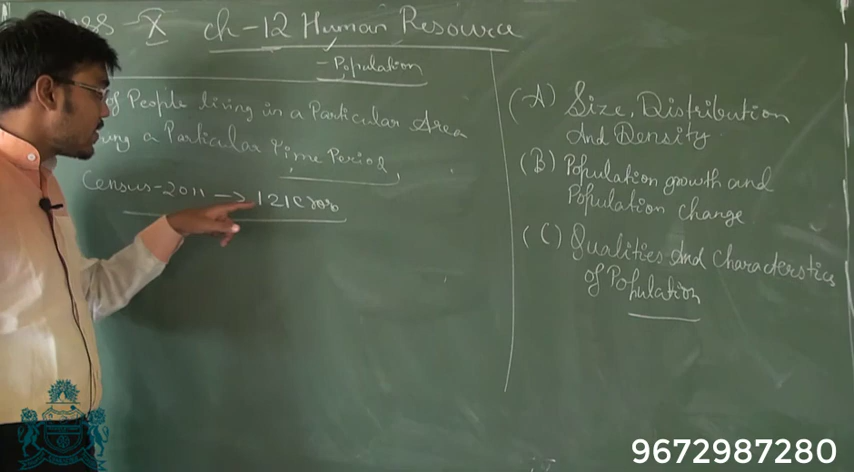 X ch-12 Human Resource
- Population
of People living in a Particular Area
a Particular Time Period
Census-2011 → 121 Crore
(A) Size, Distribution
And Density
(B) Population growth and
Population change
(C) Qualities And Characterstics
of Population
9672987280